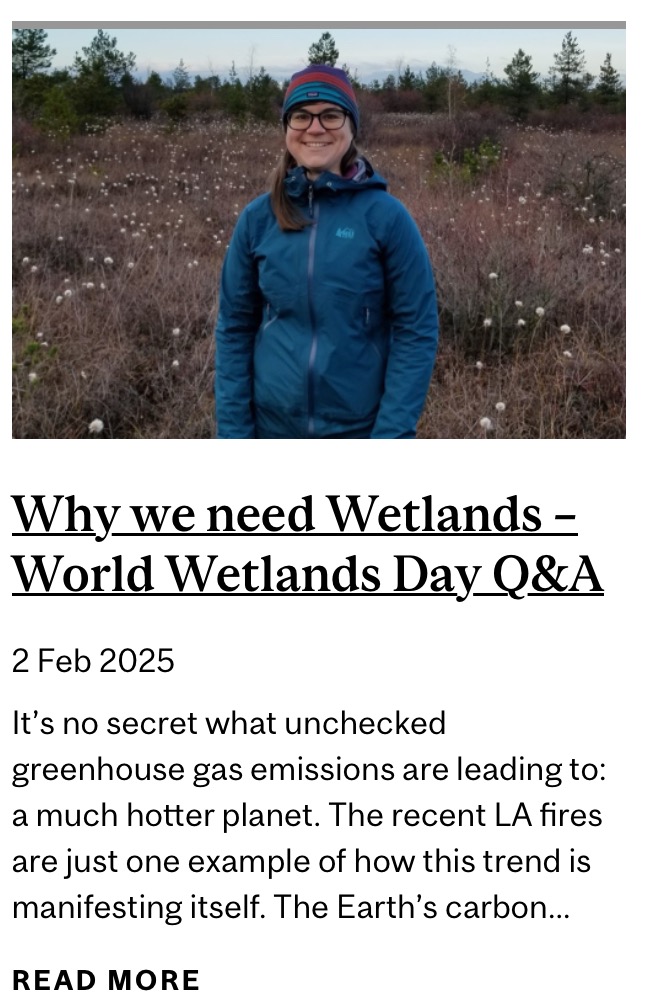 Why we need Wetlands –
World Wetlands Day Q&A
2 Feb 2025
It’s no secret what unchecked
greenhouse gas emissions are leading to:
a much hotter planet. The recent LA fires
are just one example of how this trend is
manifesting itself. The Earth’s carbon...
READ MORE